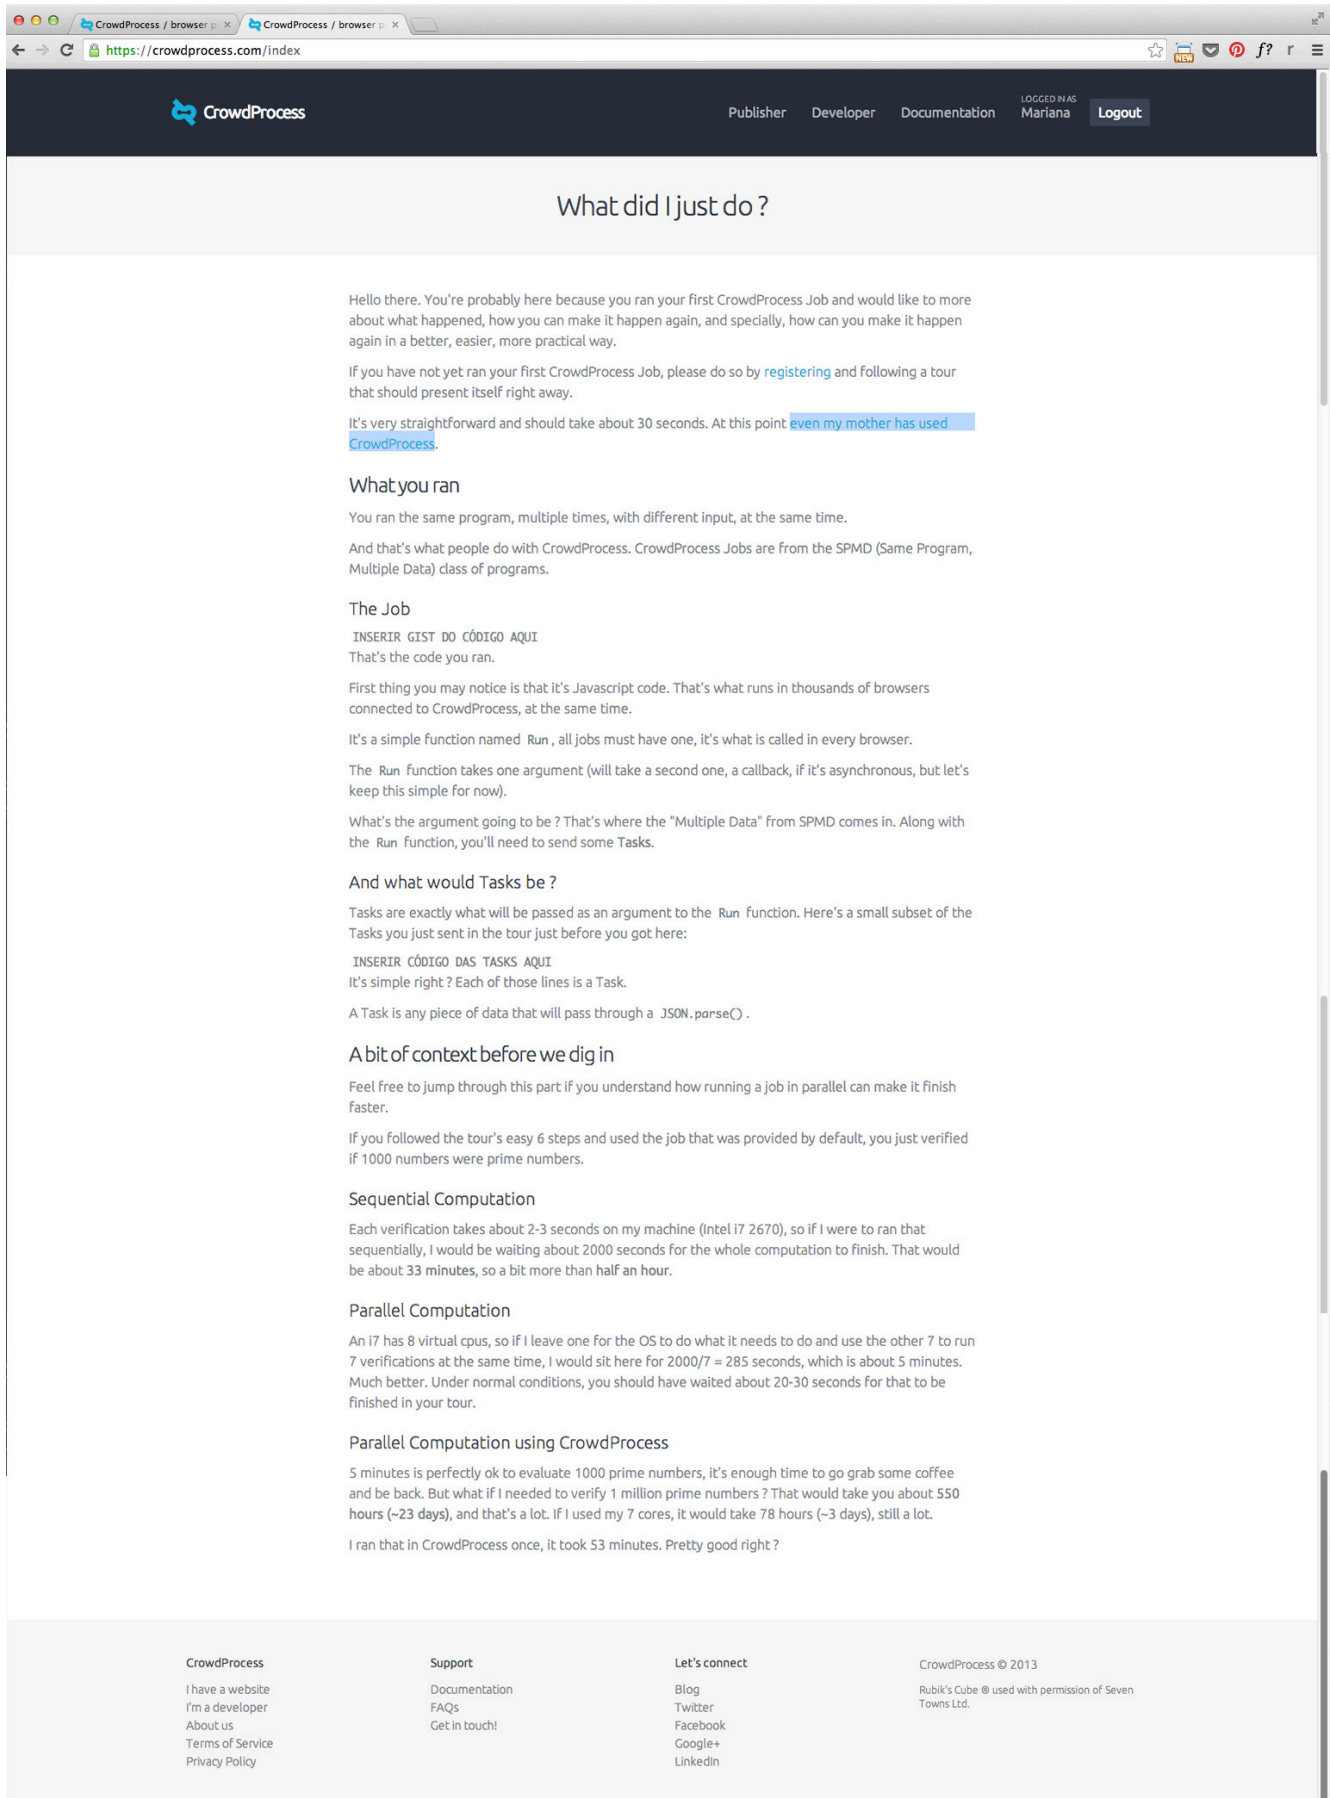 CrowdProcess / browser p
CrowdProcess / browser p
https://crowdprocess.com/index
NEW
f?
r
CrowdProcess
Publisher
Developer
Documentation
LOGGED IN AS
Mariana
Logout
What did I just do ?
Hello there. You're probably here because you ran your first CrowdProcess Job and would like to more
about what happened, how you can make it happen again, and specially, how can you make it happen
again in a better, easier, more practical way.
If you have not yet ran your first CrowdProcess Job, please do so by registering and following a tour
that should present itself right away.
It's very straightforward and should take about 30 seconds. At this point even my mother has used
CrowdProcess.
What you ran
You ran the same program, multiple times, with different input, at the same time.
And that's what people do with CrowdProcess. CrowdProcess Jobs are from the SPMD (Same Program,
Multiple Data) class of programs.
The Job
INSERIR GIST DO CÓDIGO AQUI
That's the code you ran.
First thing you may notice is that it's Javascript code. That's what runs in thousands of browsers
connected to CrowdProcess, at the same time.
It's a simple function named Run , all jobs must have one, it's what is called in every browser.
The Run function takes one argument (will take a second one, a callback, if it's asynchronous, but let's
keep this simple for now).
What's the argument going to be ? That's where the "Multiple Data" from SPMD comes in. Along with
the Run function, you'll need to send some Tasks.
And what would Tasks be ?
Tasks are exactly what will be passed as an argument to the Run function. Here's a small subset of the
Tasks you just sent in the tour just before you got here:
INSERIR CÓDIGO DAS TASKS AQUI
It's simple right ? Each of those lines is a Task.
A Task is any piece of data that will pass through a JSON.parse() .
A bit of context before we dig in
Feel free to jump through this part if you understand how running a job in parallel can make it finish
faster.
If you followed the tour's easy 6 steps and used the job that was provided by default, you just verified
if 1000 numbers were prime numbers.
Sequential Computation
Each verification takes about 2-3 seconds on my machine (Intel i7 2670), so if I were to ran that
sequentially, I would be waiting about 2000 seconds for the whole computation to finish. That would
be about 33 minutes, so a bit more than half an hour.
Parallel Computation
An i7 has 8 virtual cpus, so if I leave one for the OS to do what it needs to do and use the other 7 to run
7 verifications at the same time, I would sit here for 2000/7 = 285 seconds, which is about 5 minutes.
Much better. Under normal conditions, you should have waited about 20-30 seconds for that to be
finished in your tour.
Parallel Computation using CrowdProcess
5 minutes is perfectly ok to evaluate 1000 prime numbers, it's enough time to go grab some coffee
and be back. But what if I needed to verify 1 million prime numbers ? That would take you about 550
hours (~23 days), and that's a lot. If I used my 7 cores, it would take 78 hours (~3 days), still a lot.
I ran that in CrowdProcess once, it took 53 minutes. Pretty good right ?
CrowdProcess
I have a website
I'm a developer
About us
Terms of Service
Privacy Policy
Support
Documentation
FAQs
Get in touch!
Let's connect
Blog
Twitter
Facebook
Google+
LinkedIn
CrowdProcess © 2013
Rubik's Cube ® used with permission of Seven
Towns Ltd.